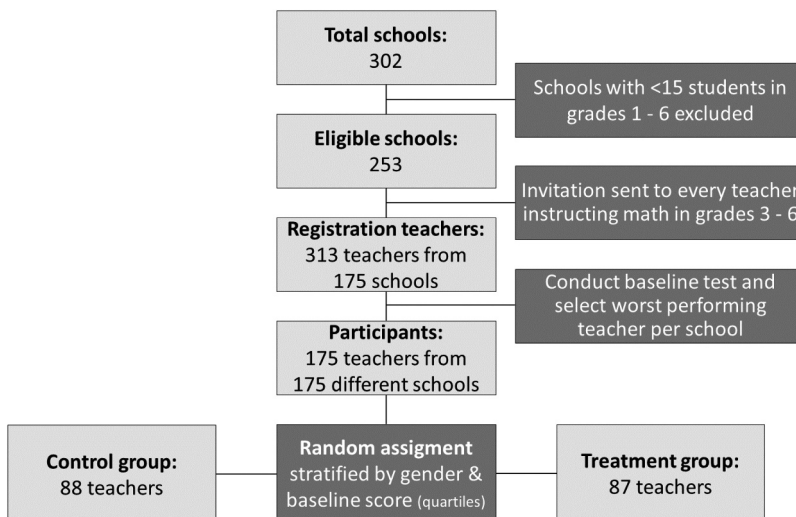 Total schools:
302
Schools with <15 students in
grades 1 - 6 excluded
Eligible schools:
253
Invitation sent to every teacher
instructing math in grades 3 - 6
Registration teachers:
313 teachers from
175 schools
Conduct baseline test and
select worst performing
teacher per school
Participants:
175 teachers from
175 different schools
Control group:
88 teachers
Random assigment
stratified by gender &
baseline score (quartiles)
Treatment group:
87 teachers